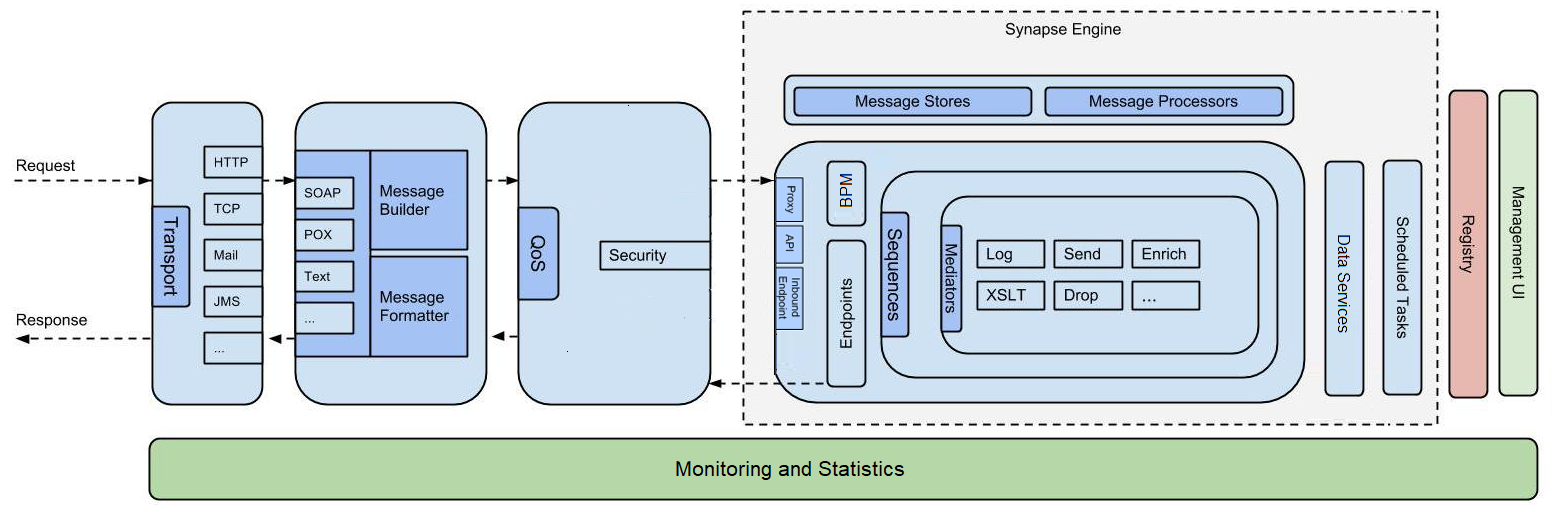 Synapse Engine
Message Stores
Message Processors
Request
Response
Transport
HTTP
TCP
Mail
JMS
...
SOAP
POX
Text
...
Message
Builder
Message
Formatter
QoS
Security
Proxy
API
Inbound
Endpoint
BPM
Endpoints
Sequences
Mediators
Log
Send
Enrich
XSLT
Drop
...
Data Services
Scheduled Tasks
Registry
Management UI
Monitoring and Statistics